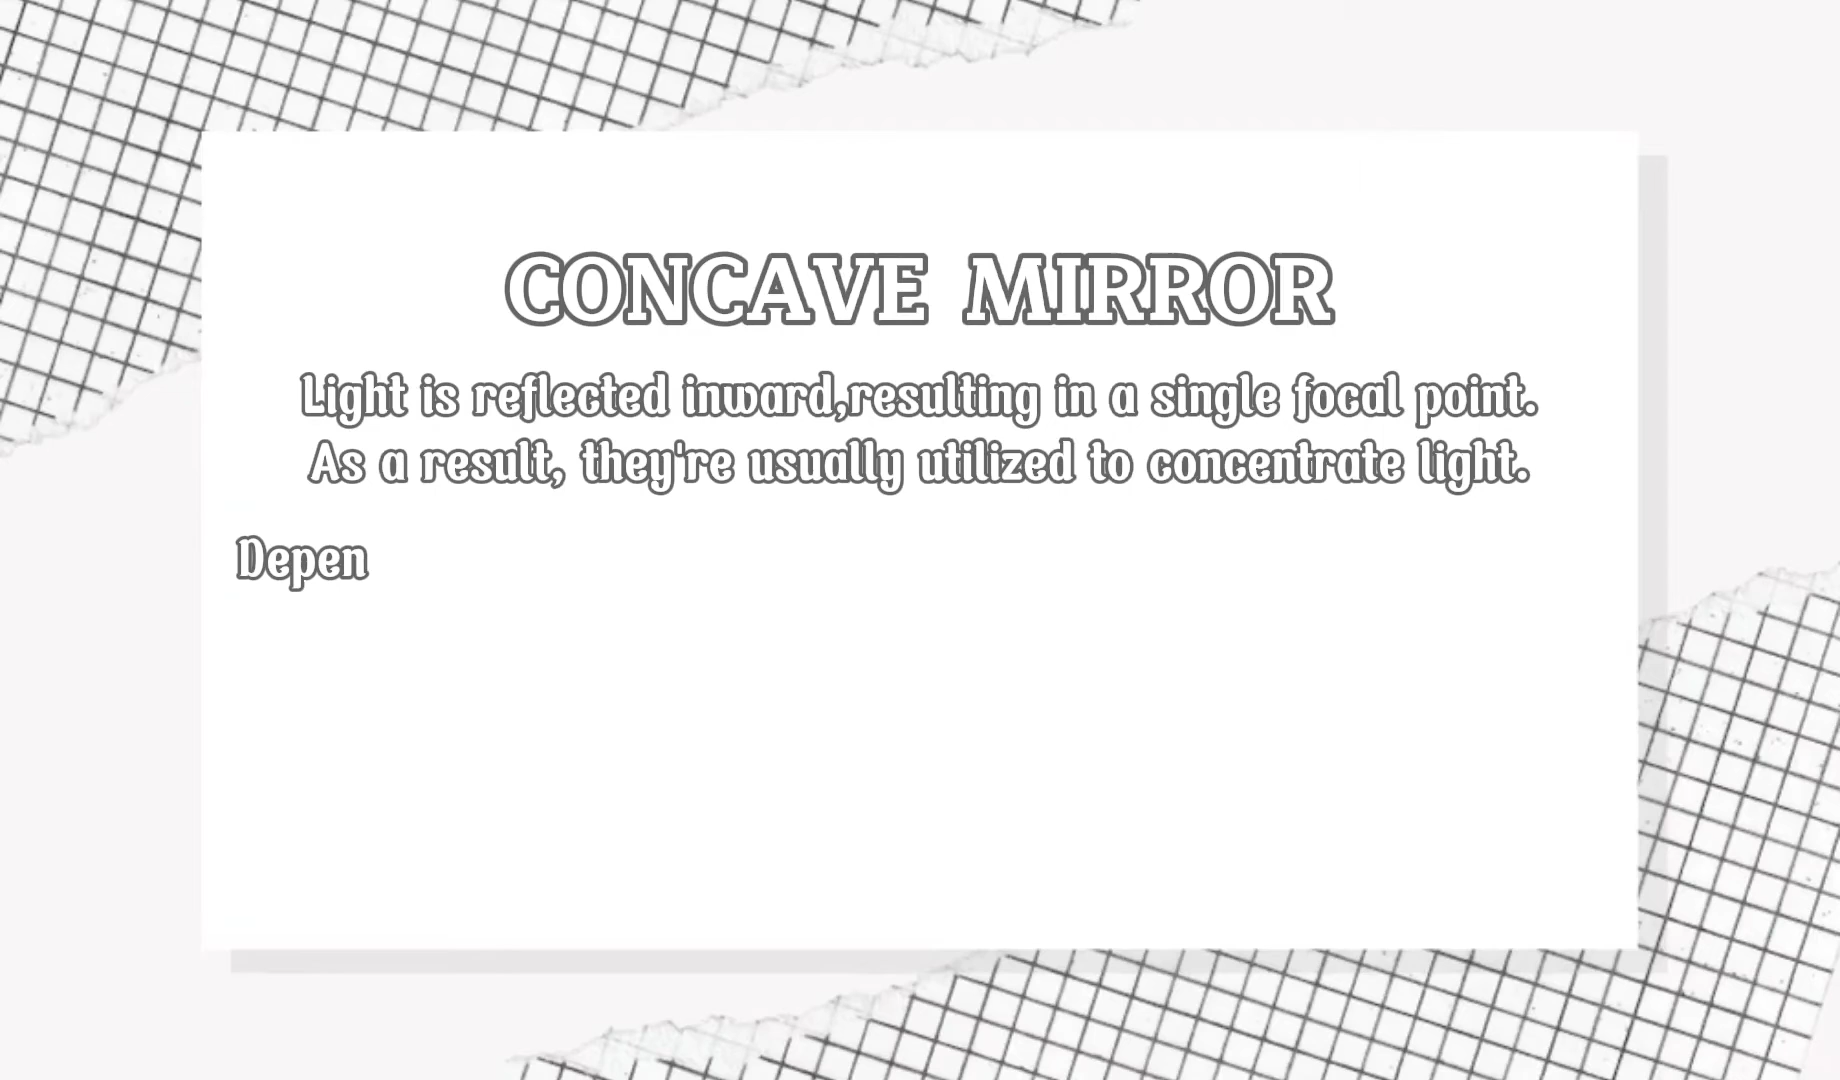 CONCAVE MIRROR
Light is reflected inward,resulting in a single focal point.
As a result, they're usually utilized to concentrate light.
Depen